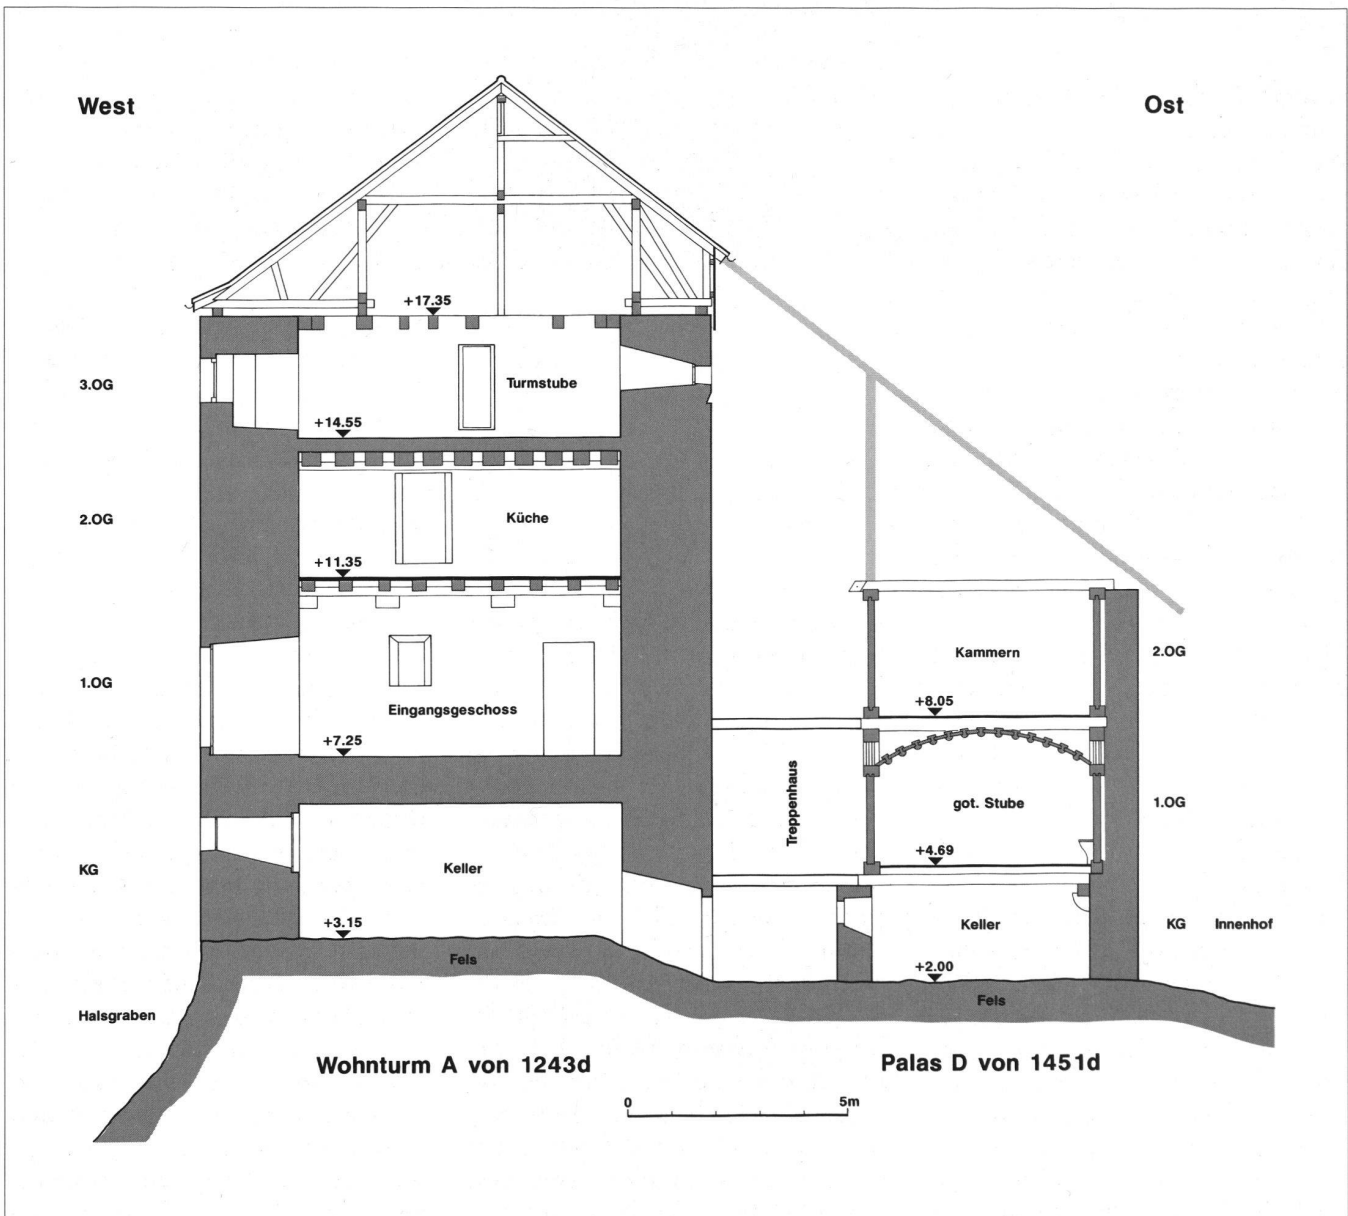 West
Ost
+17.35
3.OG
Turmstube
+14.55
2.OG
Küche
+11.35
Kammern
2.OG
1.OG
+8.05
Eingangsgeschoss
+7.25
Treppenhaus
got. Stube
1.OG
+4.69
KG
Keller
+3.15
Keller
KG
Innenhof
+2.00
Fels
Fels
Halsgraben
Wohnturm A von 1243d
Palas D von 1451d
0
5m